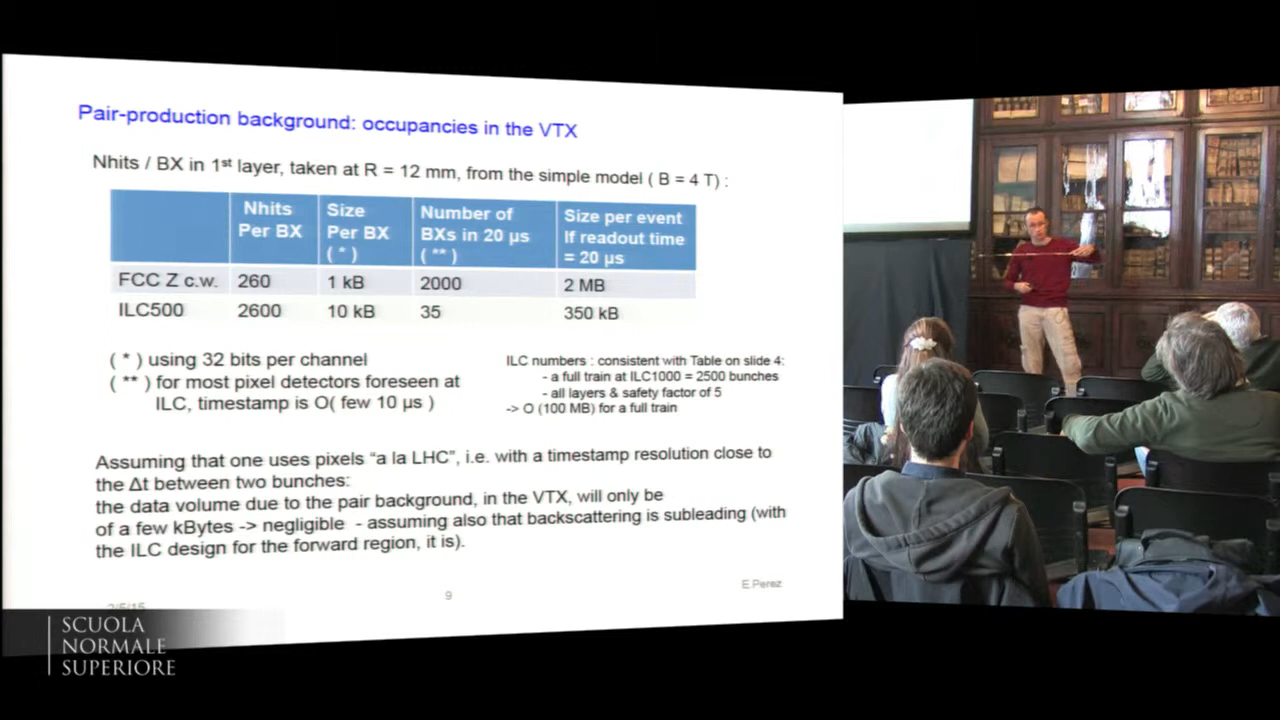 Pair-production background: occupancies in the VTX
Nhits / BX in 1st layer, taken at R = 12 mm, from the simple model ( B = 4 T) :
Nhits Per BX
Size Per BX ( * )
Number of BXs in 20 µs ( ** )
Size per event If readout time = 20 µs
FCC Z c.w. 260 1 kB 2000 2 MB
ILC500 2600 10 kB 35 350 kB
( * ) using 32 bits per channel
( ** ) for most pixel detectors foreseen at
ILC, timestamp is O( few 10 µs )
ILC numbers : consistent with Table on slide 4:
- a full train at ILC1000 = 2500 bunches
- all layers & safety factor of 5
-> O (100 MB) for a full train
Assuming that one uses pixels “a la LHC”, i.e. with a timestamp resolution close to
the Δt between two bunches:
the data volume due to the pair background, in the VTX, will only be
of a few kBytes -> negligible - assuming also that backscattering is subleading (with
the ILC design for the forward region, it is).
E.Perez
9
SCUOLA
NORMALE
SUPERIORE